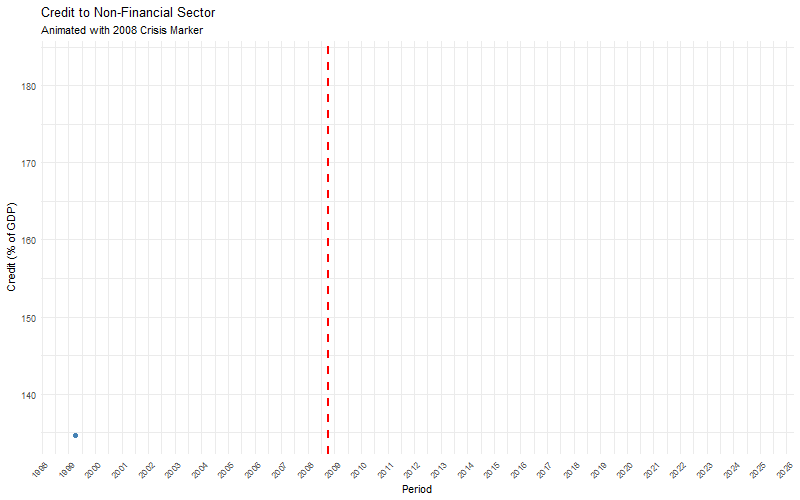 Credit to Non-Financial Sector
Animated with 2008 Crisis Marker
Credit (% of GDP)
180
170
160
150
140
1998 1999 2000 2001 2002 2003 2004 2005 2006 2007 2008 2009 2010 2011 2012 2013 2014 2015 2016 2017 2018 2019 2020 2021 2022 2023 2024 2025 2026
Period